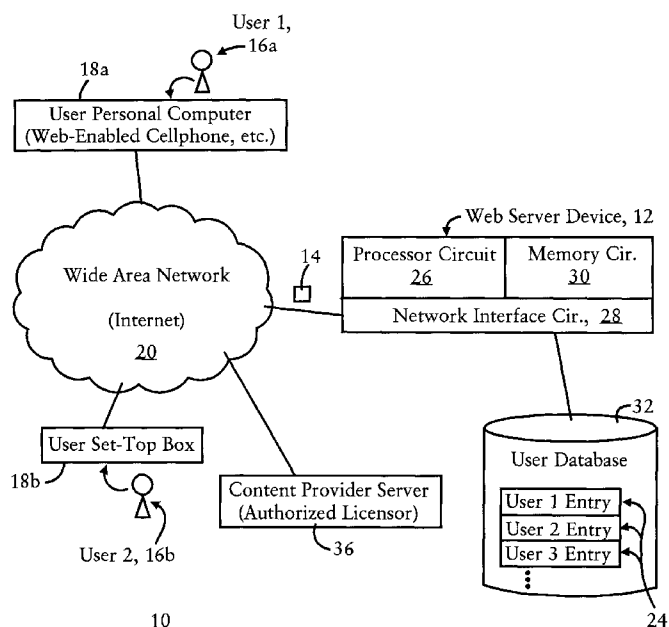 User 1,
16a
18a
User Personal Computer
(Web-Enabled Cellphone, etc.)
Web Server Device, 12
14
Processor Circuit
26
Memory Cir.
30
Network Interface Cir., 28
Wide Area Network
(Internet)
20
32
User Database
User 1 Entry
User 2 Entry
User 3 Entry
24
User Set-Top Box
18b
User 2, 16b
Content Provider Server
(Authorized Licensor)
36
10